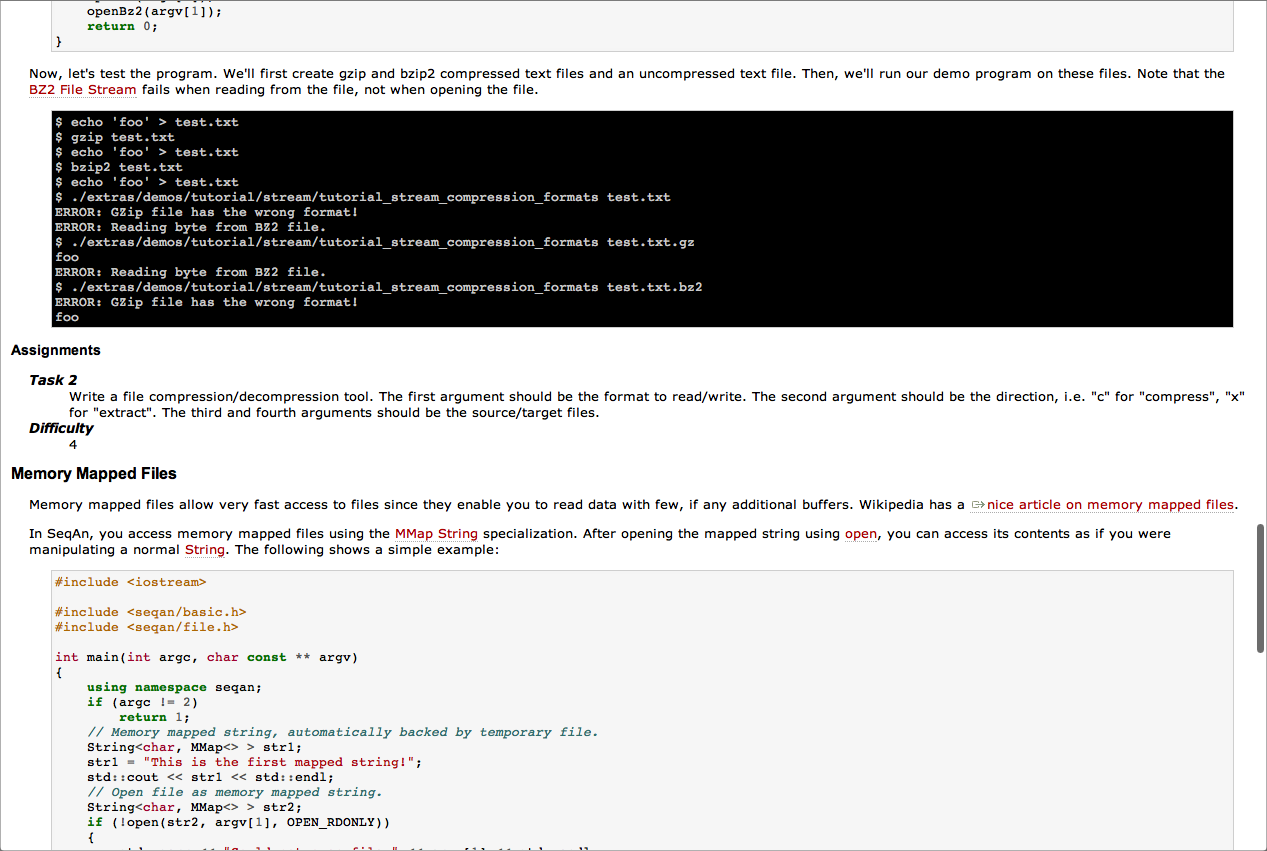 openBz2(argv[1]);
return 0;
}
Now, let's test the program. We'll first create gzip and bzip2 compressed text files and an uncompressed text file. Then, we'll run our demo program on these files. Note that the
BZ2 File Stream fails when reading from the file, not when opening the file.
$ echo 'foo' > test.txt
$ gzip test.txt
$ echo 'foo' > test.txt
$ bzip2 test.txt
$ echo 'foo' > test.txt
$ ./extras/demos/tutorial/stream/tutorial_stream_compression_formats test.txt
ERROR: GZip file has the wrong format!
ERROR: Reading byte from BZ2 file.
$ ./extras/demos/tutorial/stream/tutorial_stream_compression_formats test.txt.gz
foo
ERROR: Reading byte from BZ2 file.
$ ./extras/demos/tutorial/stream/tutorial_stream_compression_formats test.txt.bz2
ERROR: GZip file has the wrong format!
foo
Assignments
Task 2
Write a file compression/decompression tool. The first argument should be the format to read/write. The second argument should be the direction, i.e. "c" for "compress", "x"
for "extract". The third and fourth arguments should be the source/target files.
Difficulty
4
Memory Mapped Files
Memory mapped files allow very fast access to files since they enable you to read data with few, if any additional buffers. Wikipedia has a nice article on memory mapped files.
In SeqAn, you access memory mapped files using the MMap String specialization. After opening the mapped string using open, you can access its contents as if you were
manipulating a normal String. The following shows a simple example:
#include <iostream>
#include <seqan/basic.h>
#include <seqan/file.h>
int main(int argc, char const ** argv)
{
using namespace seqan;
if (argc != 2)
return 1;
// Memory mapped string, automatically backed by temporary file.
String<char, MMap<> > str1;
str1 = "This is the first mapped string!";
std::cout << str1 << std::endl;
// Open file as memory mapped string.
String<char, MMap<> > str2;
if (!open(str2, argv[1], OPEN_RDONLY))
{